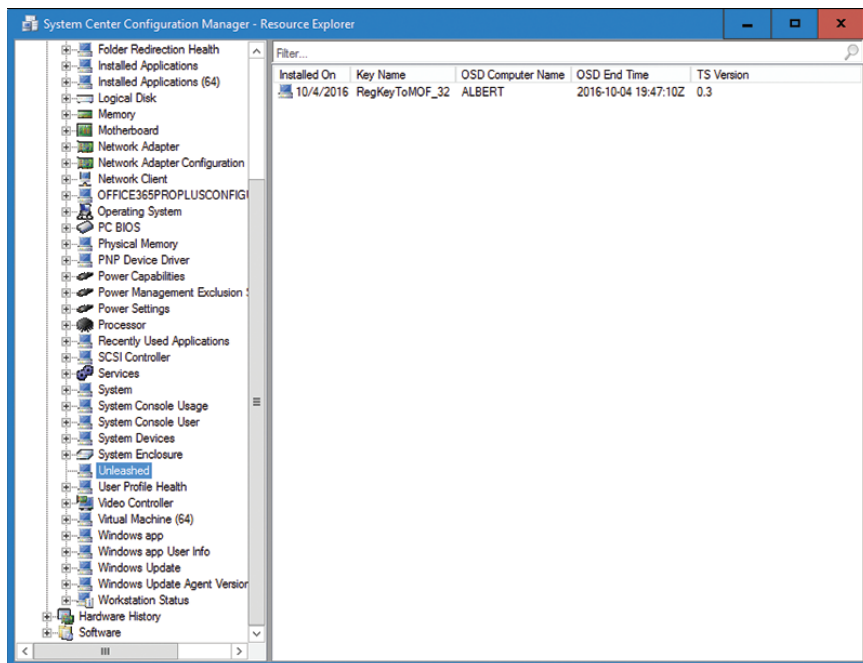 System Center Configuration Manager - Resource Explorer
Folder Redirection Health
Installed Applications
Installed Applications (64)
Logical Disk
Memory
Motherboard
Network Adapter
Network Adapter Configuration
Network Client
OFFICE365PROPLUSCONFIGU
Operating System
PC BIOS
Physical Memory
PNP Device Driver
Power Capabilities
Power Management Exclusion S
Power Settings
Processor
Recently Used Applications
SCSI Controller
Services
System
System Console Usage
System Console User
System Devices
System Enclosure
Unleashed
User Profile Health
Video Controller
Virtual Machine (64)
Windows app
Windows app User Info
Windows Update
Windows Update Agent Version
Workstation Status
Hardware History
Software
Filter...
Installed On Key Name OSD Computer Name OSD End Time TS Version
10/4/2016 RegKeyToMOF_32 ALBERT 2016-10-04 19:47:10Z 0.3